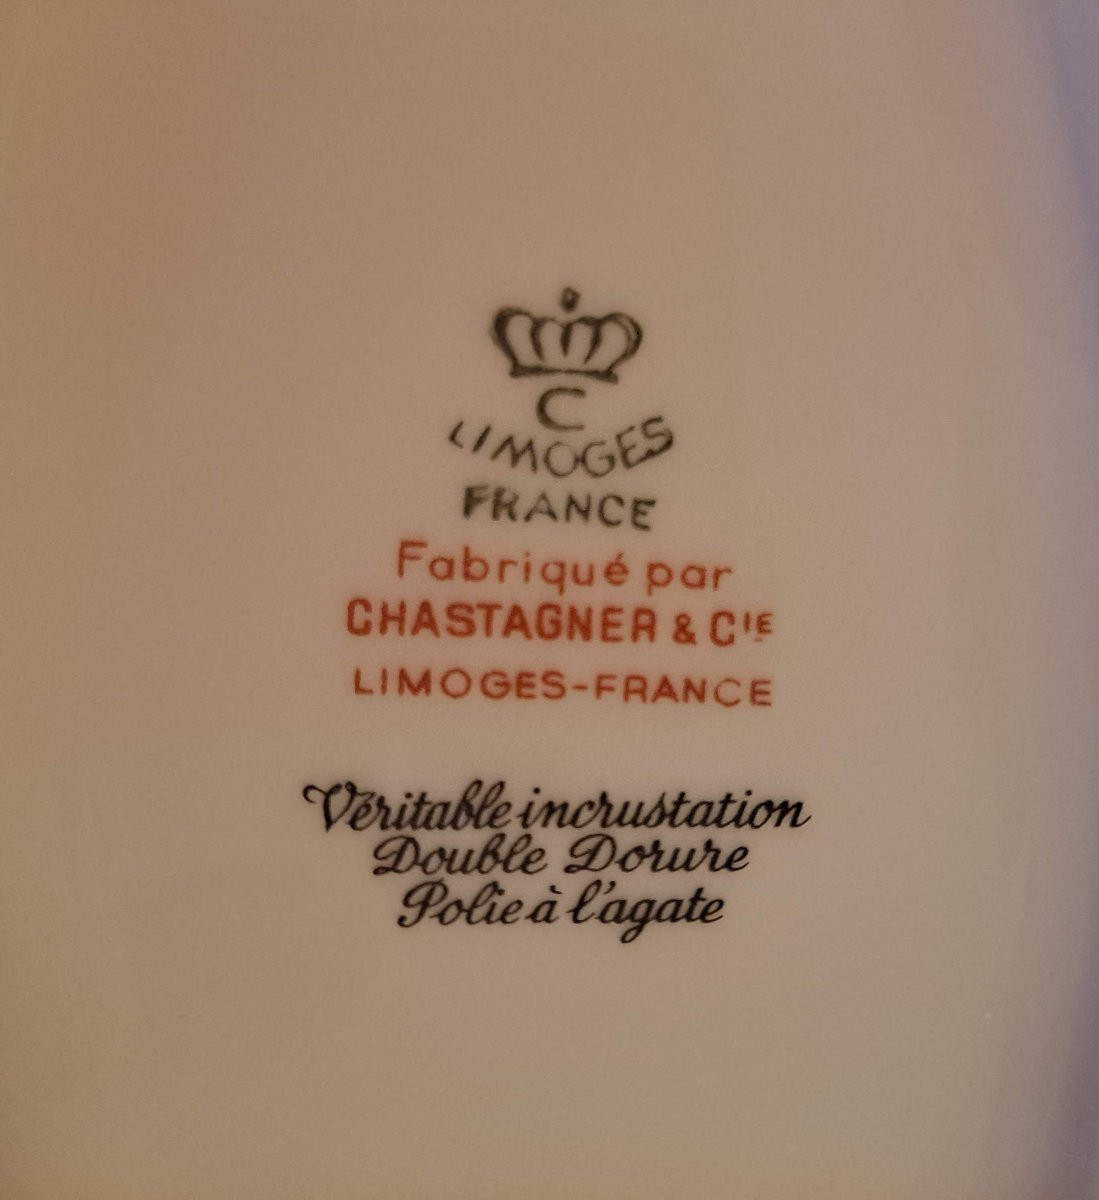 C
LIMOGES
FRANCE
Fabriqué par
CHASTAGNER & CIE
LIMOGES-FRANCE
Véritable incrustation
Double Dorure
Polie à l'agate